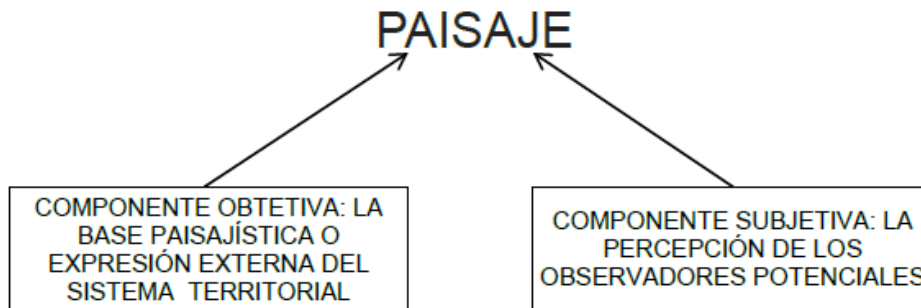 PAISAJE
COMPONENTE OBTETIVA: LA
BASE PAISAJÍSTICA O
EXPRESIÓN EXTERNA DEL
SISTEMA TERRITORIAL
COMPONENTE SUBJETIVA: LA
PERCEPCIÓN DE LOS
OBSERVADORES POTENCIALES